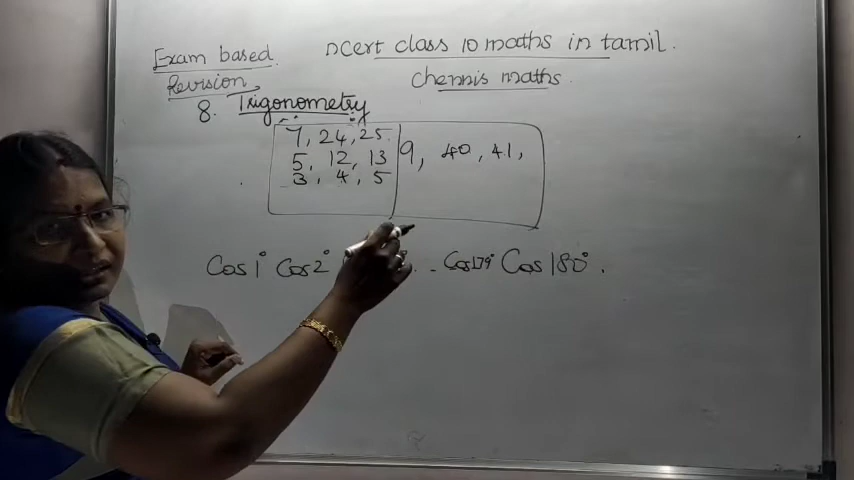 Exam based ncert class 10 maths in tamil.
Revision chennis maths
8. Trigonometry
7, 24, 25
5, 12, 13 9, 40, 41,
3, 4, 5
Cos 1° Cos 2° .. Cos 179° Cos 180° .